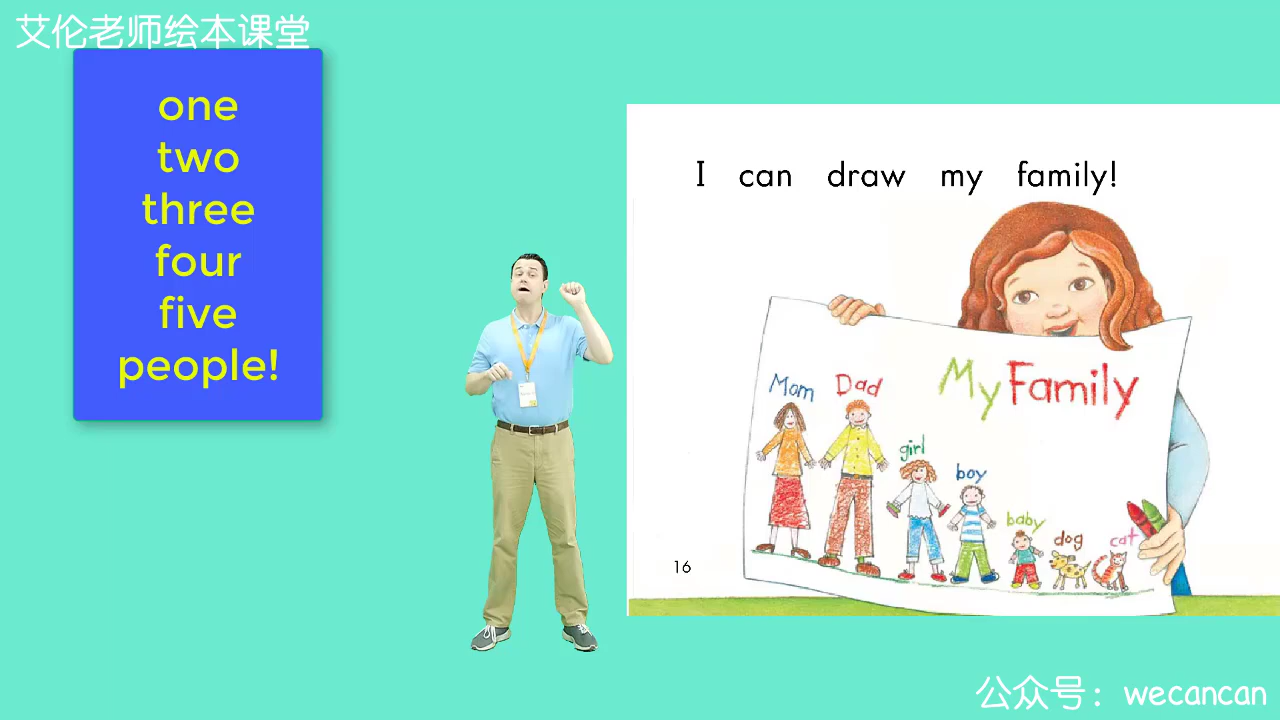 艾伦老师绘本课堂
one
two
three
four
five
people!
I can draw my family!
My Family
Mom
Dad
girl
boy
baby
dog
cat
16
公众号：wecancan